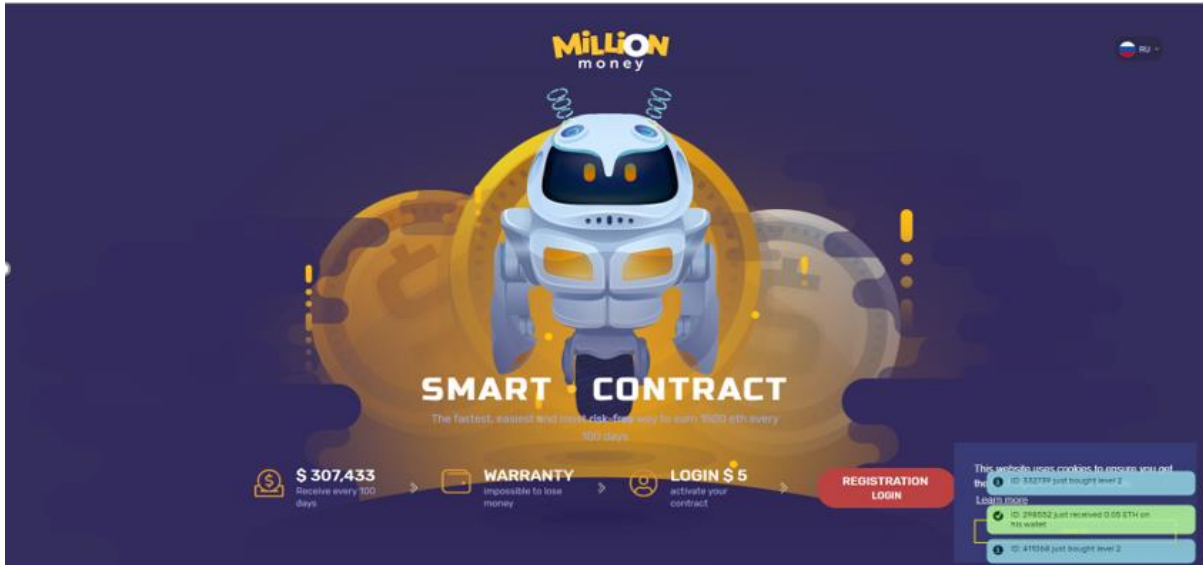 MiLLiON
money
RU
SMART CONTRACT
The fastest, easiest and most risk-free way to earn 1500 eth every
100 days
$ 307,433
Receive every 100
days
WARRANTY
impossible to lose
money
LOGIN $ 5
activate your
contract
REGISTRATION
LOGIN
This website uses cookies to ensure you get
the
ID: 332739 just bought level 2
Learn more
ID: 298552 just received 0.05 ETH on
his wallet
ID: 411068 just bought level 2